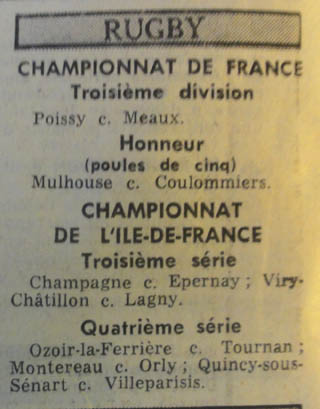 RUGBY
CHAMPIONNAT DE FRANCE
Troisième division
Poissy c. Meaux.
Honneur
(poules de cinq)
Mulhouse c. Coulommiers.
CHAMPIONNAT
DE L'ILE-DE-FRANCE
Troisième série
Champagne c. Epernay ; Viry-
Châtillon c. Lagny.
Quatrième série
Ozoir-la-Ferrière c. Tournan ;
Montereau c. Orly ; Quincy-sous-
Sénart c. Villeparisis.